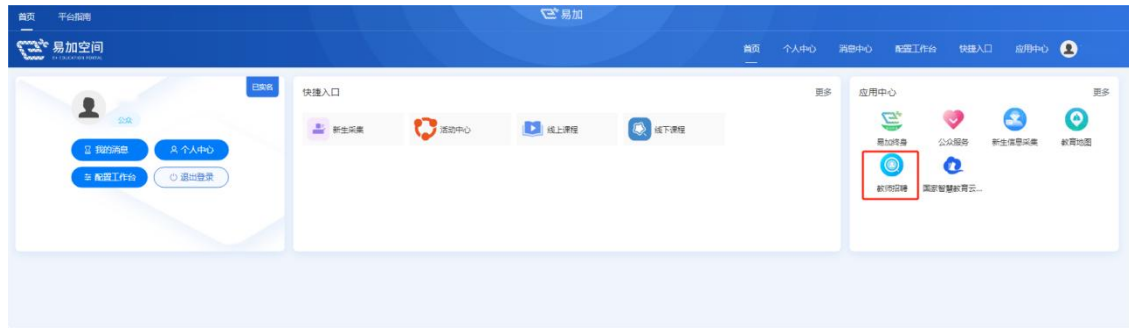 首页 平台指南
易加
易加空间
首页 个人中心 消息中心 配置工作台 快捷入口 应用中心
已实名
公众
我的消息 个人中心
配置工作台 退出登录
快捷入口 更多
新生采集 活动中心 线上课程 线下课程
应用中心 更多
易加终身 公众服务 新生信息采集 教育地图
教师招聘 国家智慧教育云...